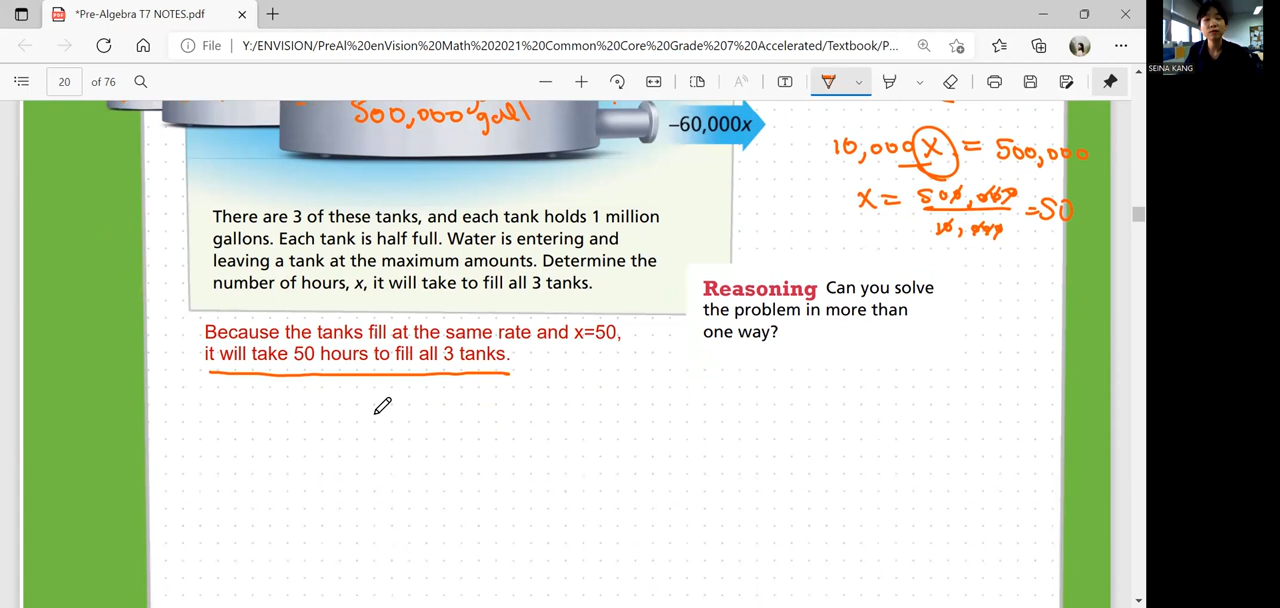 *Pre-Algebra T7 NOTES.pdf
File
Y:/ENVISION/PreAl%20enVision%20Math%202021%20Common%20Core%20Grade%207%20Accelerated/Textbook/P...
20 of 76
SEINA KANG
500,000 gall
-60,000x
10,000x = 500,000
x = 500,000 / 10,000 = 50
There are 3 of these tanks, and each tank holds 1 million
gallons. Each tank is half full. Water is entering and
leaving a tank at the maximum amounts. Determine the
number of hours, x, it will take to fill all 3 tanks.
Reasoning Can you solve
the problem in more than
one way?
Because the tanks fill at the same rate and x=50,
it will take 50 hours to fill all 3 tanks.